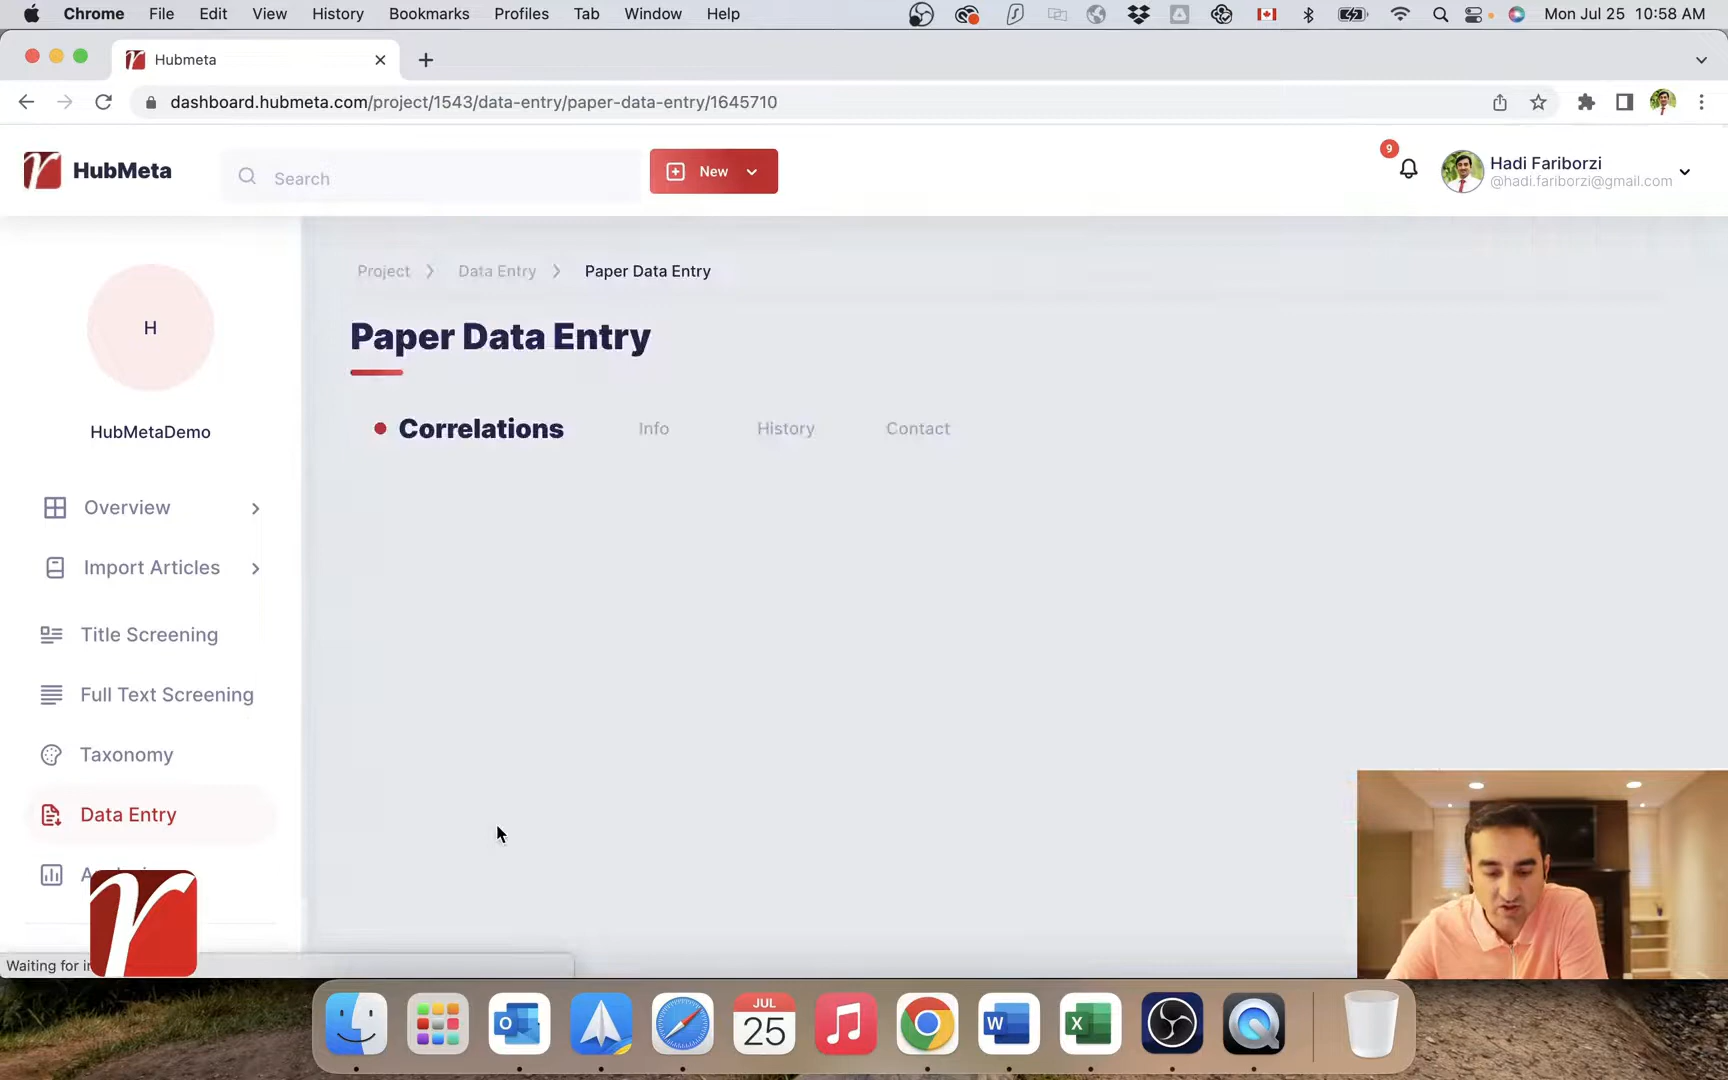 Chrome File Edit View History Bookmarks Profiles Tab Window Help Mon Jul 25 10:58 AM
Hubmeta
dashboard.hubmeta.com/project/1543/data-entry/paper-data-entry/1645710
HubMeta
Search
New
9
Hadi Fariborzi
@hadi.fariborzi@gmail.com
H
HubMetaDemo
Overview
Import Articles
Title Screening
Full Text Screening
Taxonomy
Data Entry
Project Data Entry Paper Data Entry
Paper Data Entry
Correlations Info History Contact
Waiting for
JUL
25